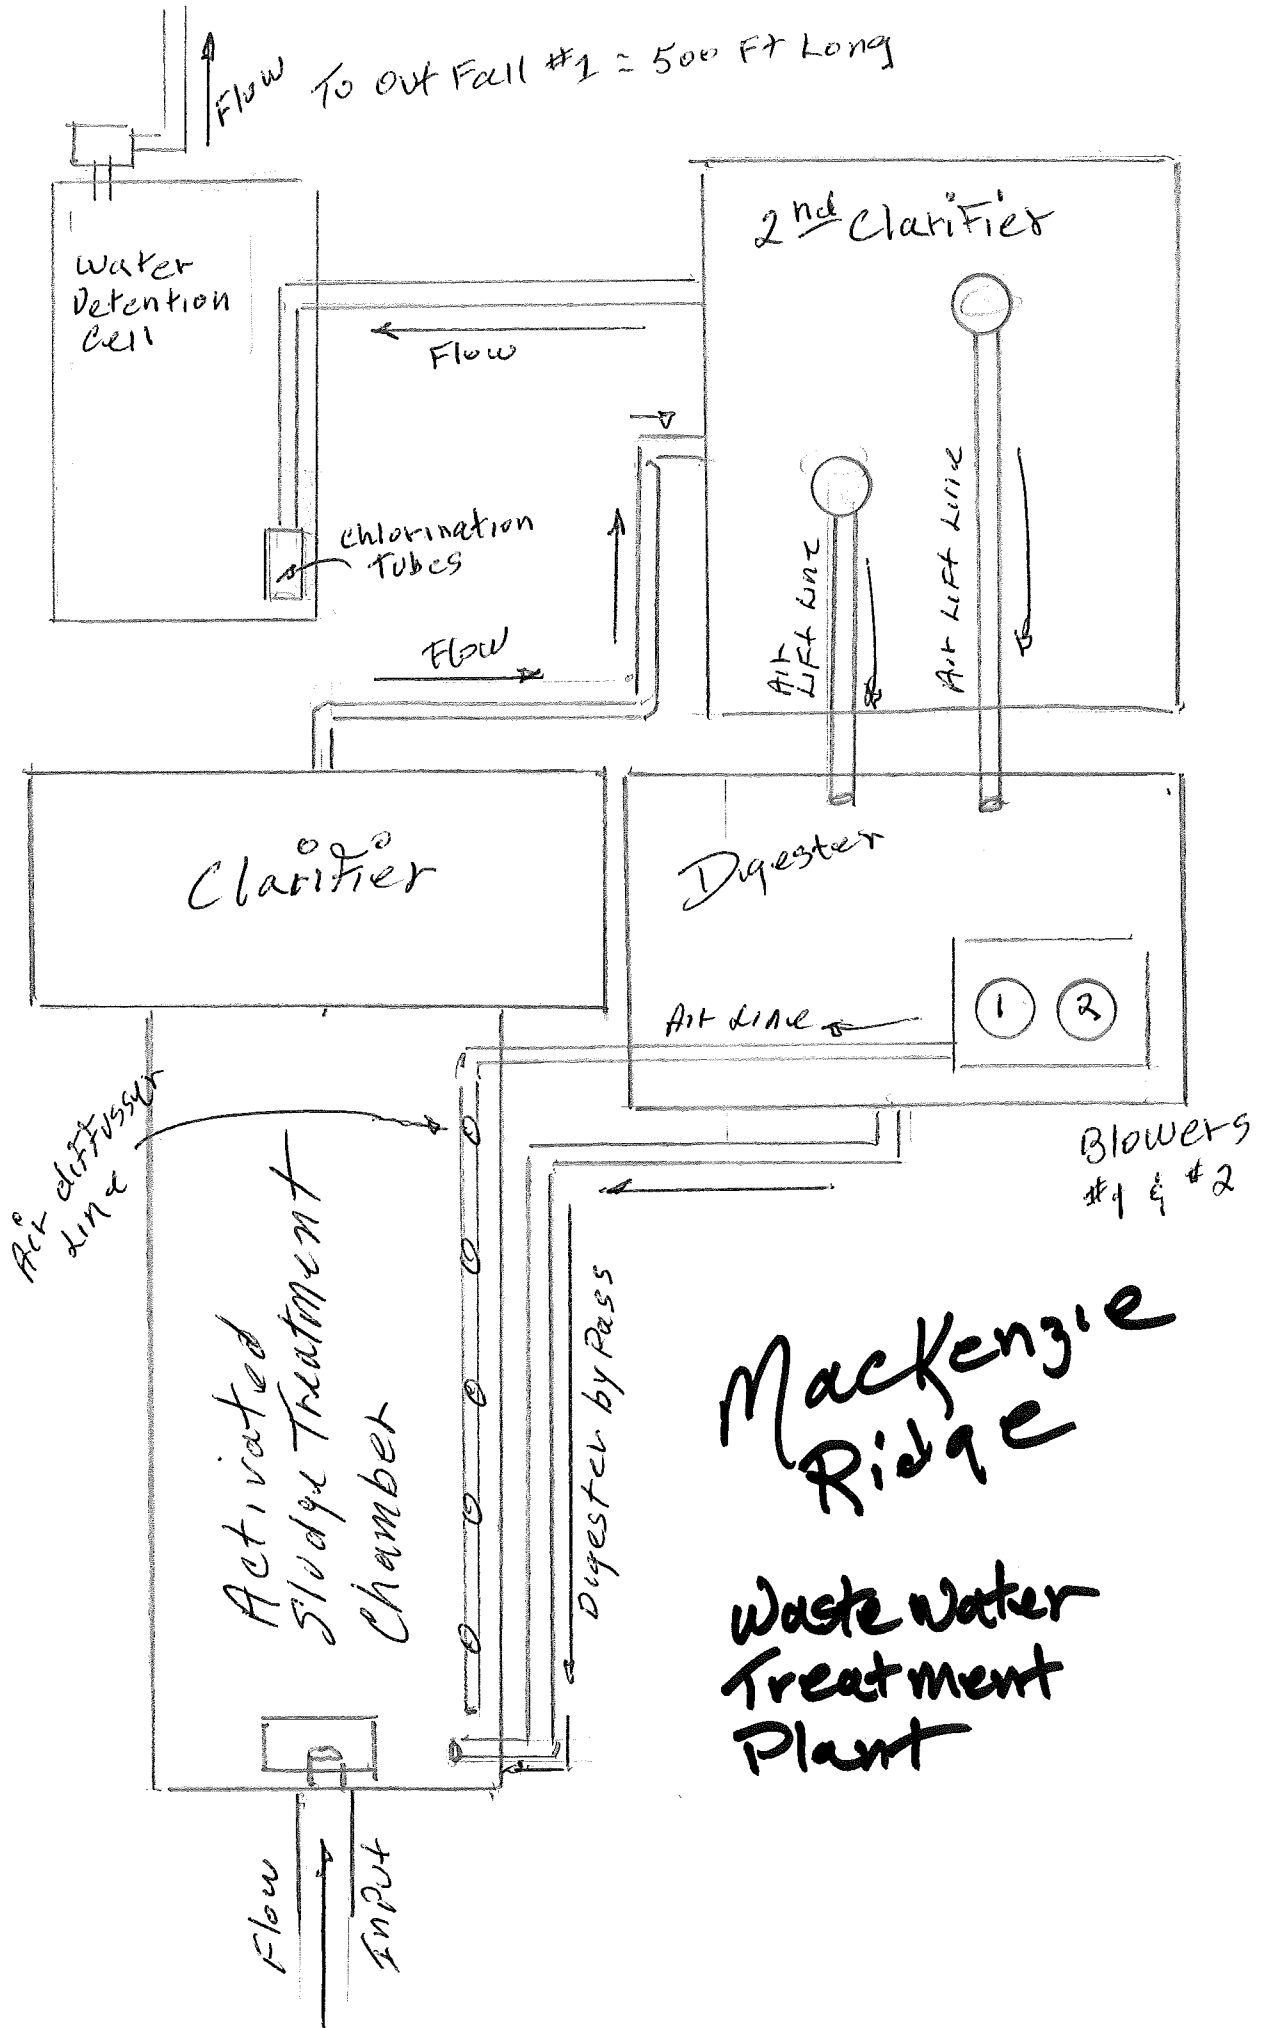 Flow
To Out Fall #1 = 500 Ft Long
2nd Clarifier
Water
Detention
Cell
Flow
Chlorination
Tubes
Flow
Air
Lift Line
Air Lift Line
Clarifier
Digester
Air Line
1
2
Blowers
#1 & #2
Air diffusser
Line
Activated
Sludge Treatment
Chamber
Digester by Pass
MacKenzie
Ridge
Waste Water
Treatment
Plant
Flow
Input